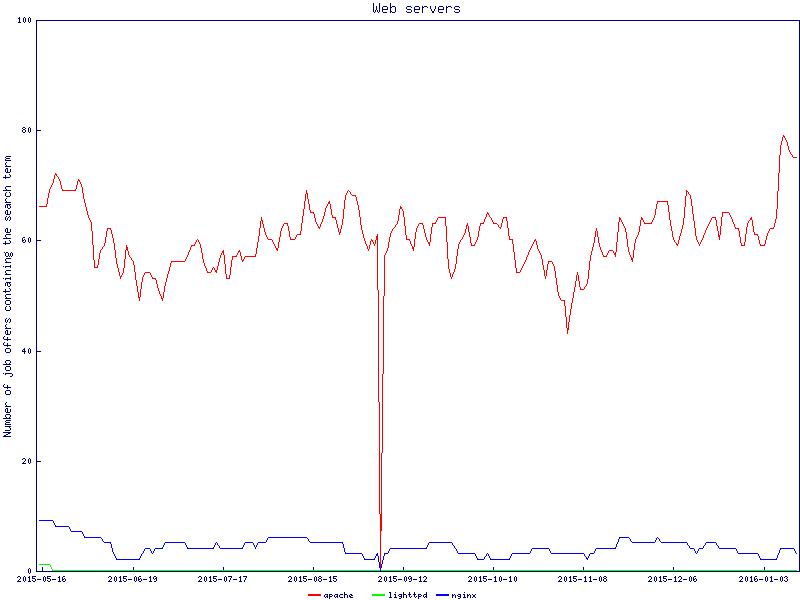 Web servers
100
80
60
40
20
0
Number of job offers containing the search term
2015-05-16 2015-06-19 2015-07-17 2015-08-15 2015-09-12 2015-10-10 2015-11-08 2015-12-06 2016-01-03
apache lighttpd nginx